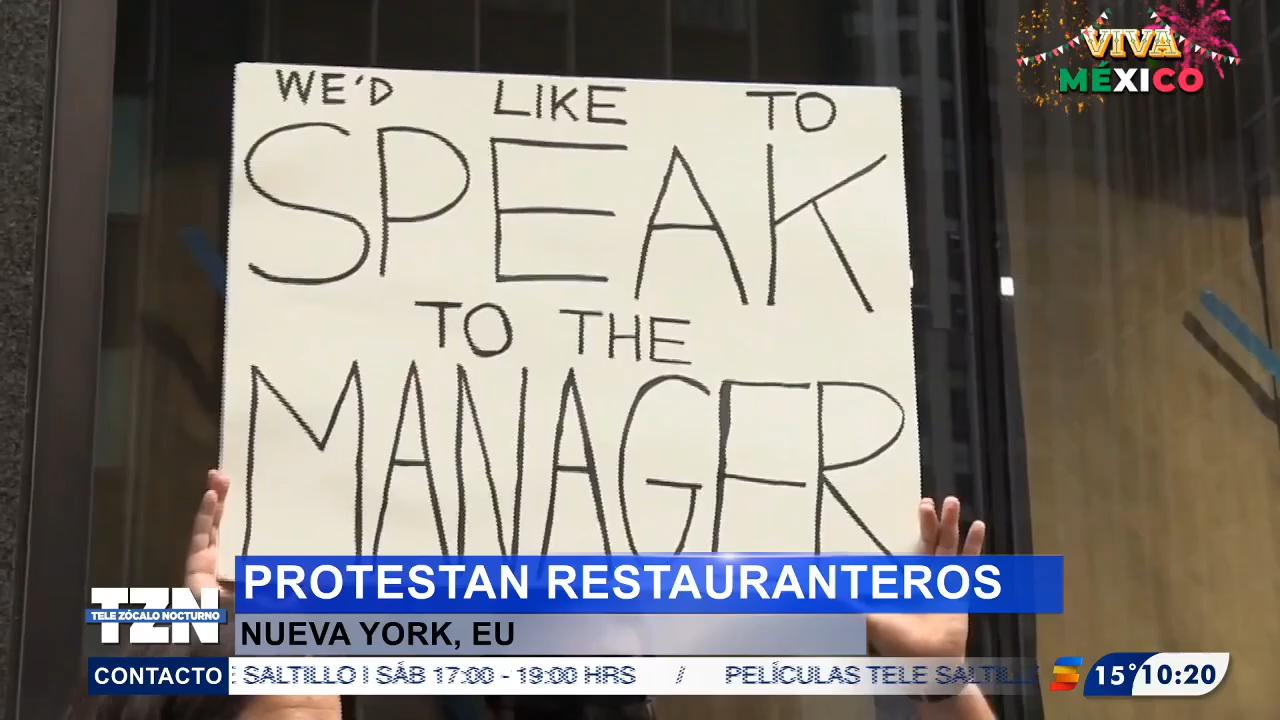 VIVA
MÉXICO
WE'D LIKE TO
SPEAK
TO THE
MANAGER
PROTESTAN RESTAURANTEROS
TZN
TELE ZÓCALO NOCTURNO
NUEVA YORK, EU
CONTACTO
SALTILLO | SÁB 17:00 - 19:00 HRS / PELÍCULAS TELE SALTILLO
15° 10:20